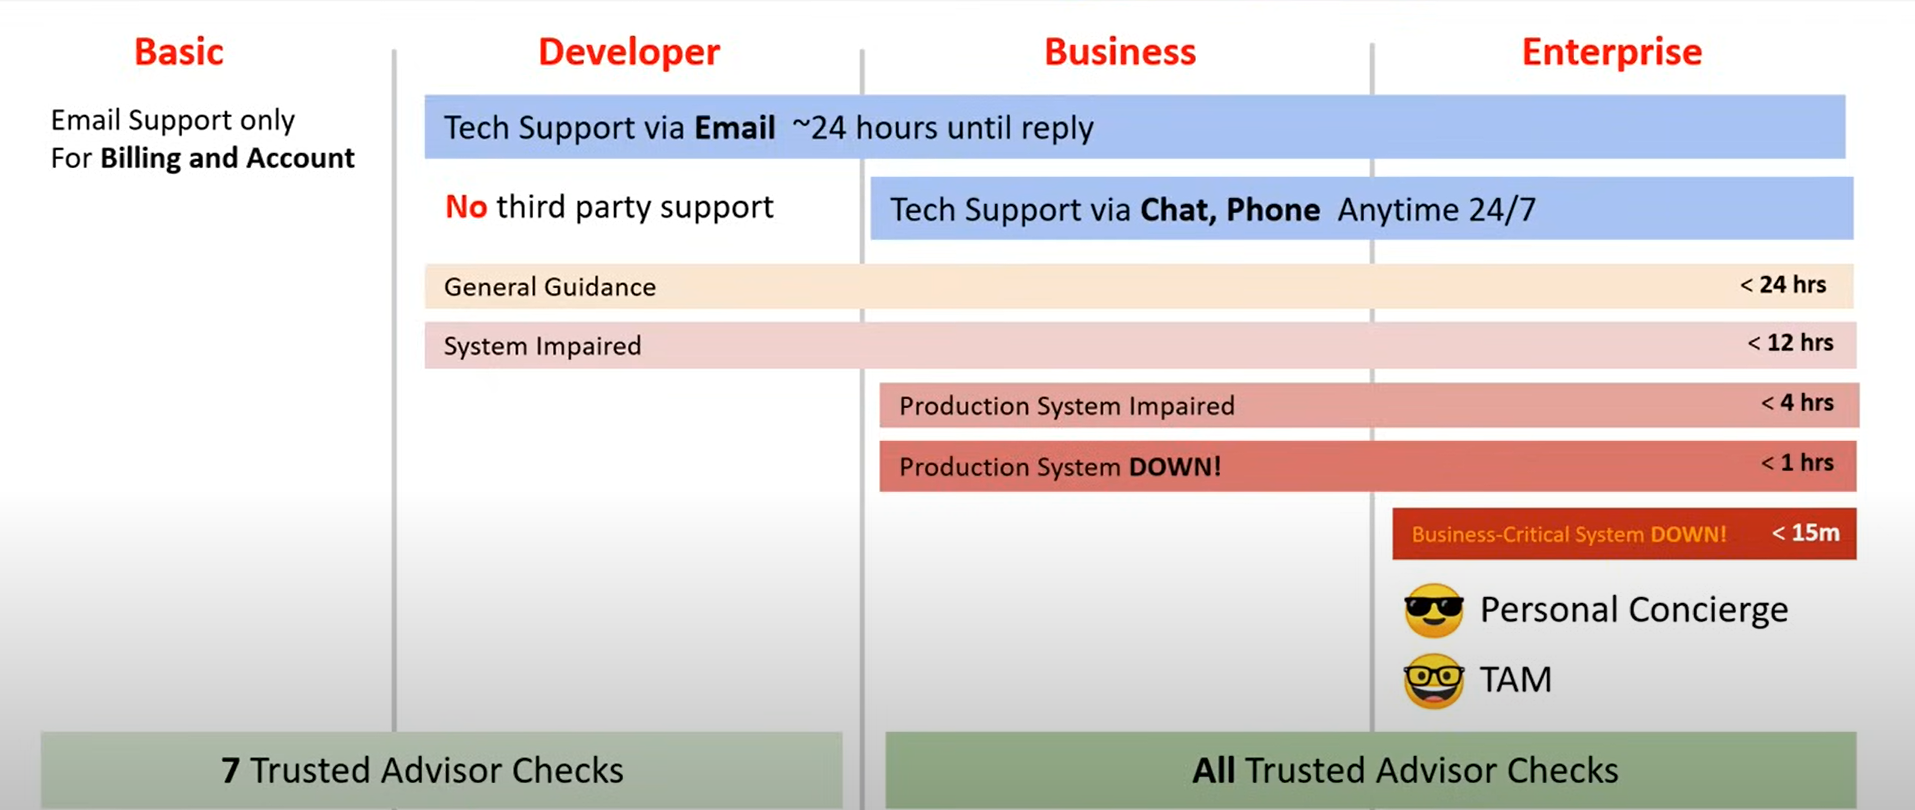 Basic
Developer
Business
Enterprise
Email Support only
For Billing and Account
Tech Support via Email ~24 hours until reply
No third party support
Tech Support via Chat, Phone Anytime 24/7
General Guidance < 24 hrs
System Impaired < 12 hrs
Production System Impaired < 4 hrs
Production System DOWN! < 1 hrs
Business-Critical System DOWN! < 15m
Personal Concierge
TAM
7 Trusted Advisor Checks
All Trusted Advisor Checks